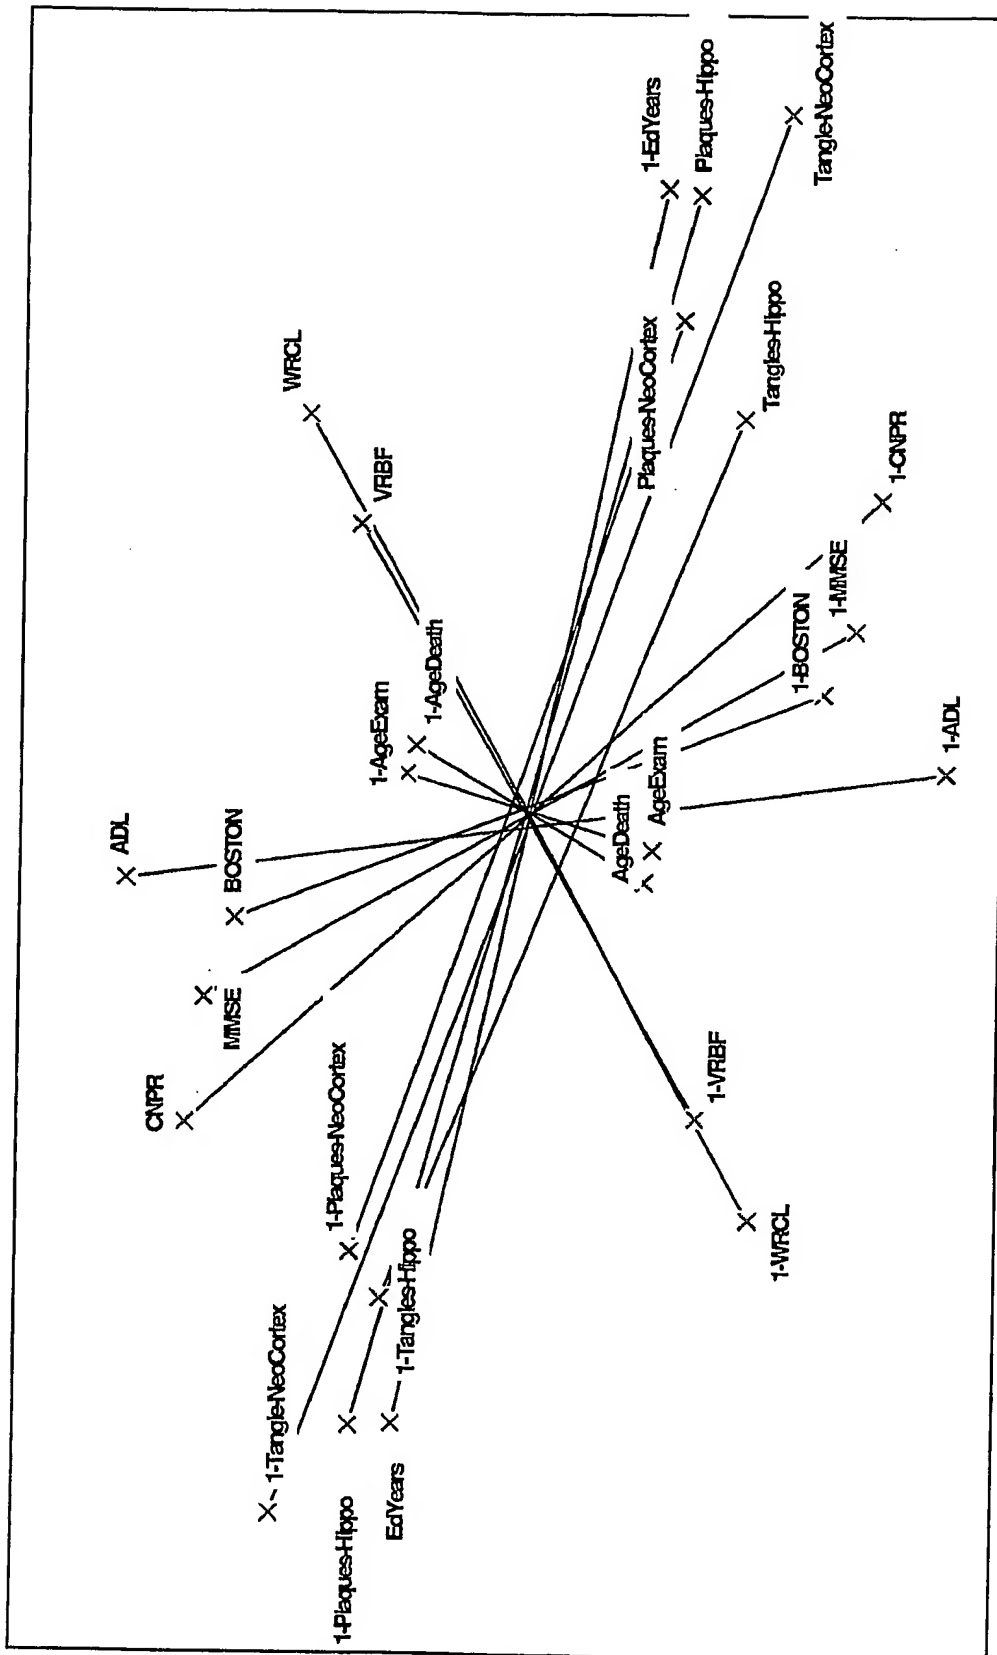 ADL
CNPR
MMSE
BOSTON
1-Tangle-NeoCortex
WRCL
1-Plaques-NeoCortex
1-Plaques-Hippo
1-AgeExam
VRBF
EdYears
1-Tangles-Hippo
1-AgeDeath
AgeDeath
Plaques-NeoCortex
1-EdYears
AgeExam
Plaques-Hippo
1-VRBF
Tangles-Hippo
1-WRCL
1-BOSTON
Tangle-NeoCortex
1-MMSE
1-CNPR
1-ADL